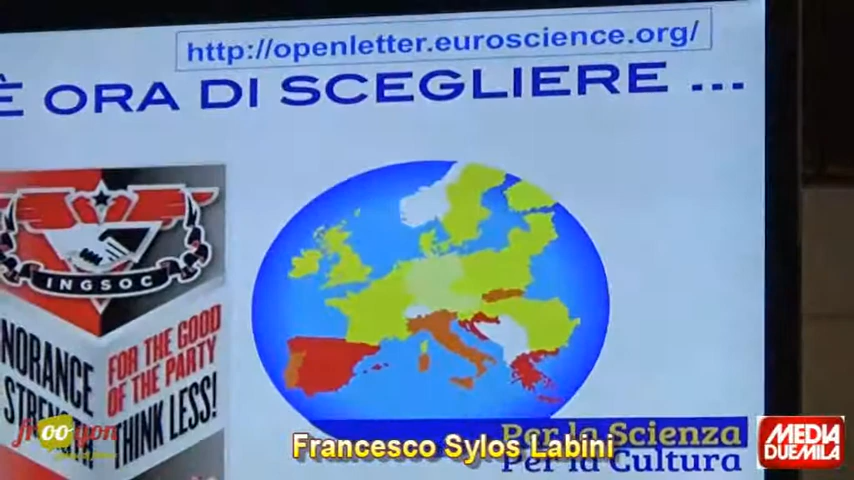 http://openletter.euroscience.org/
È ORA DI SCEGLIERE ...
INGSOC
NORANCE
STREN
FOR THE GOOD
OF THE PARTY
THINK LESS!
Per la Scienza
Per la Cultura
Francesco Sylos Labini
MEDIA
DUEMILA